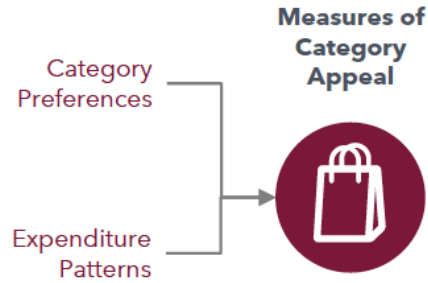 Measures of
Category
Appeal
Category
Preferences
Expenditure
Patterns